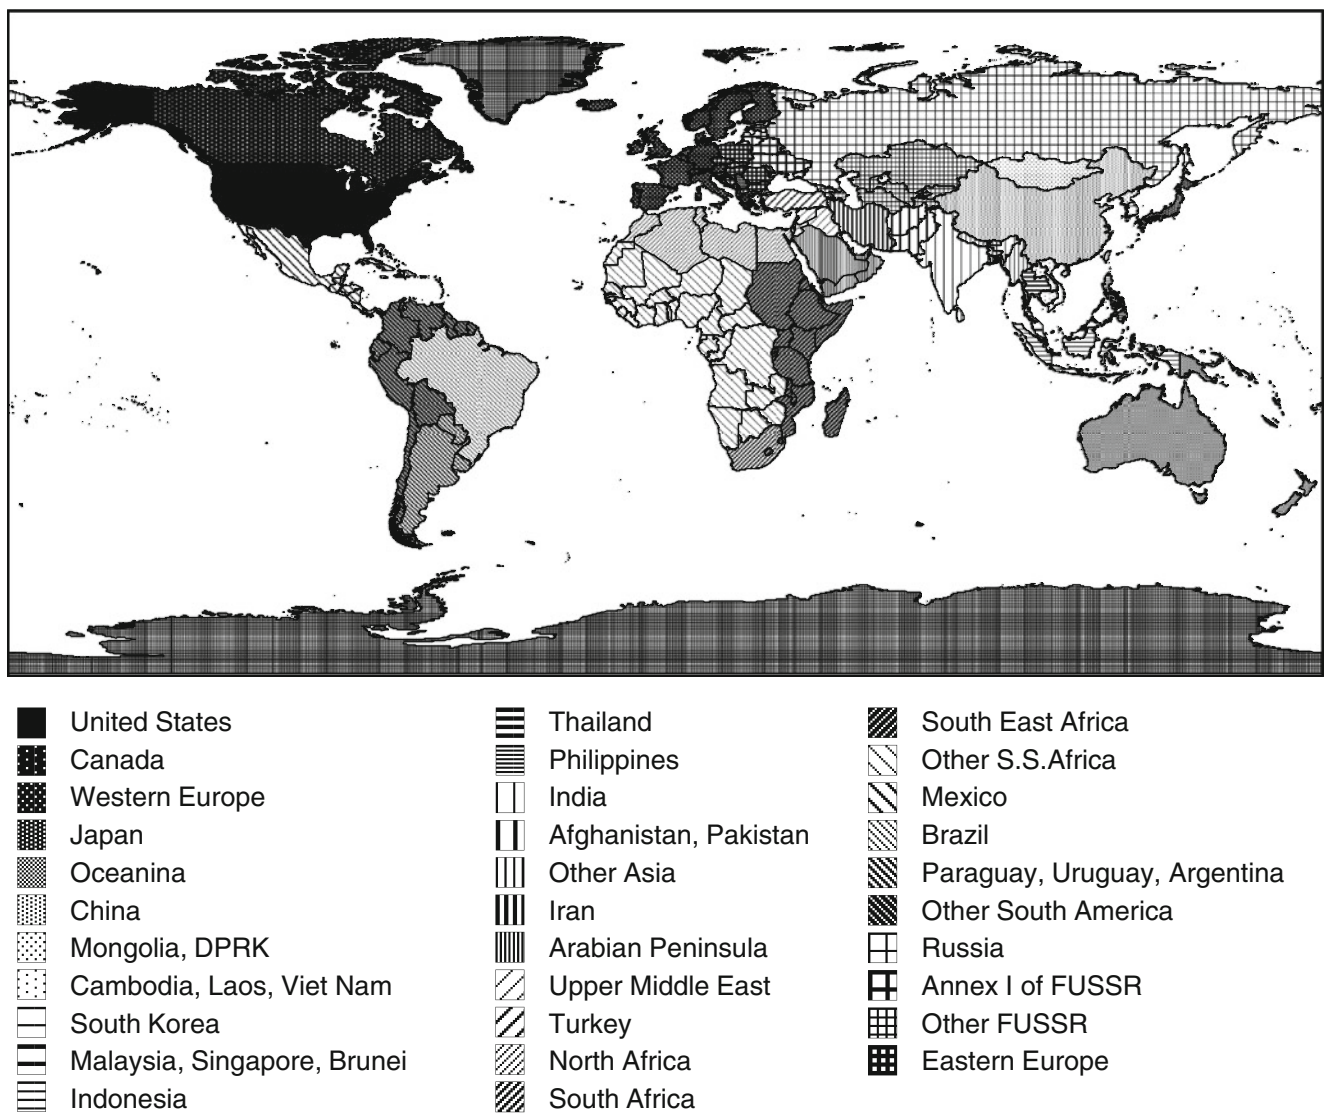 United States
Canada
Western Europe
Japan
Oceanina
China
Mongolia, DPRK
Cambodia, Laos, Viet Nam
South Korea
Malaysia, Singapore, Brunei
Indonesia
Thailand
Philippines
India
Afghanistan, Pakistan
Other Asia
Iran
Arabian Peninsula
Upper Middle East
Turkey
North Africa
South Africa
South East Africa
Other S.S.Africa
Mexico
Brazil
Paraguay, Uruguay, Argentina
Other South America
Russia
Annex I of FUSSR
Other FUSSR
Eastern Europe